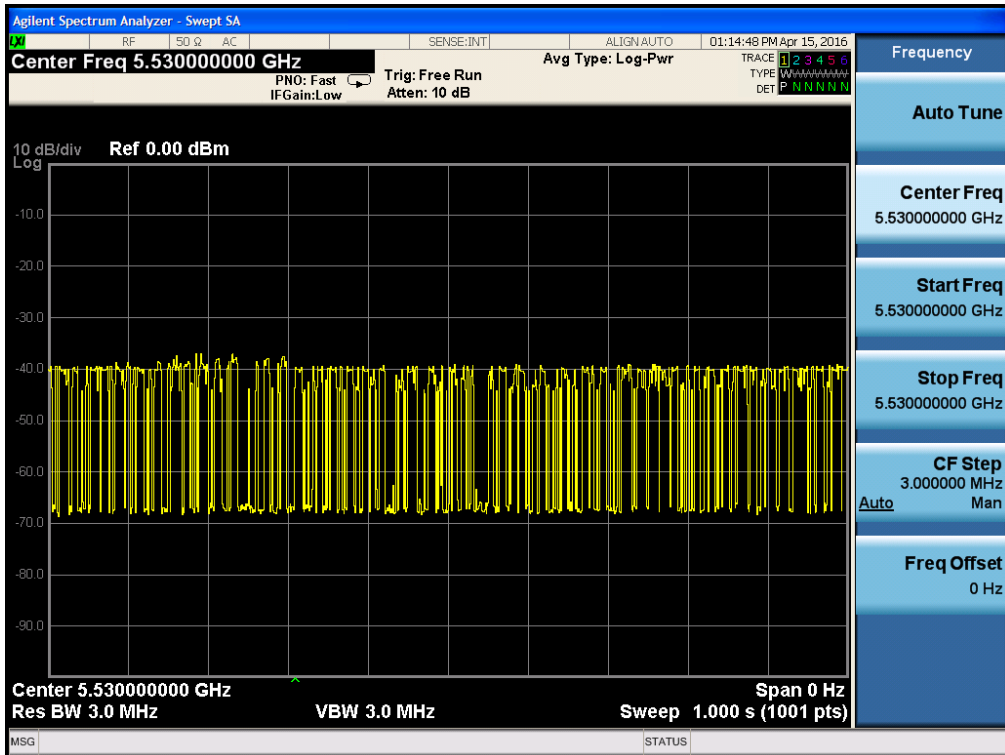 Agilent Spectrum Analyzer - Swept SA
LXI RF 50 Ω AC SENSE:INT ALIGN AUTO 01:14:48 PM Apr 15, 2016
Center Freq 5.530000000 GHz
PNO: Fast
IFGain:Low
Trig: Free Run
Atten: 10 dB
Avg Type: Log-Pwr
TRACE 1 2 3 4 5 6
TYPE
DET P N N N N N
10 dB/div Ref 0.00 dBm
Log
-10.0
-20.0
-30.0
-40.0
-50.0
-60.0
-70.0
-80.0
-90.0
Center 5.530000000 GHz Span 0 Hz
Res BW 3.0 MHz VBW 3.0 MHz Sweep 1.000 s (1001 pts)
MSG STATUS
Frequency
Auto Tune
Center Freq
5.530000000 GHz
Start Freq
5.530000000 GHz
Stop Freq
5.530000000 GHz
CF Step
3.000000 MHz
Auto Man
Freq Offset
0 Hz